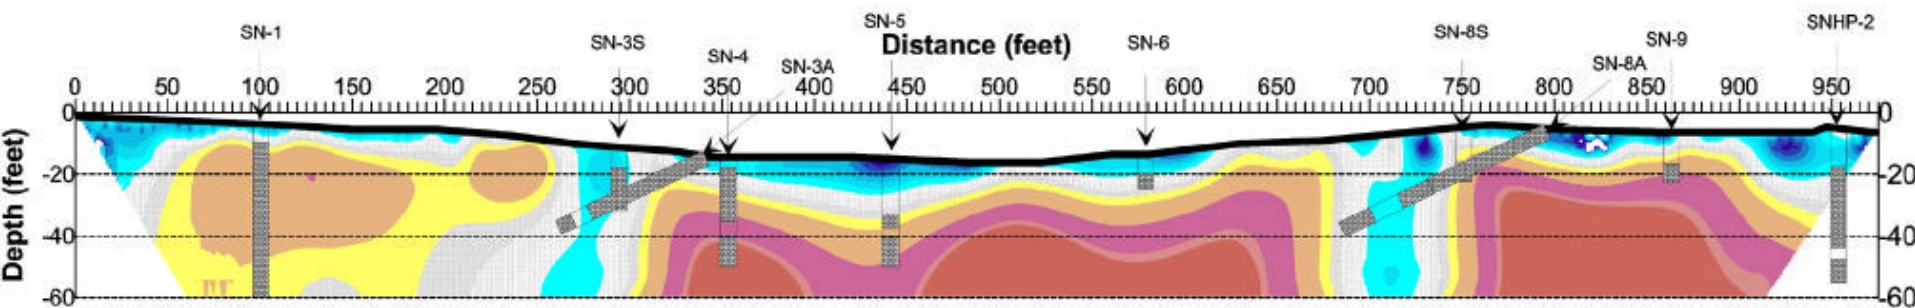 SN-1 SN-3S SN-4 SN-3A SN-5 SN-6 SN-8S SN-8A SN-9 SNHP-2
Distance (feet)
0 50 100 150 200 250 300 350 400 450 500 550 600 650 700 750 800 850 900 950
Depth (feet)
0 0
-20 -20
-40 -40
-60 -60